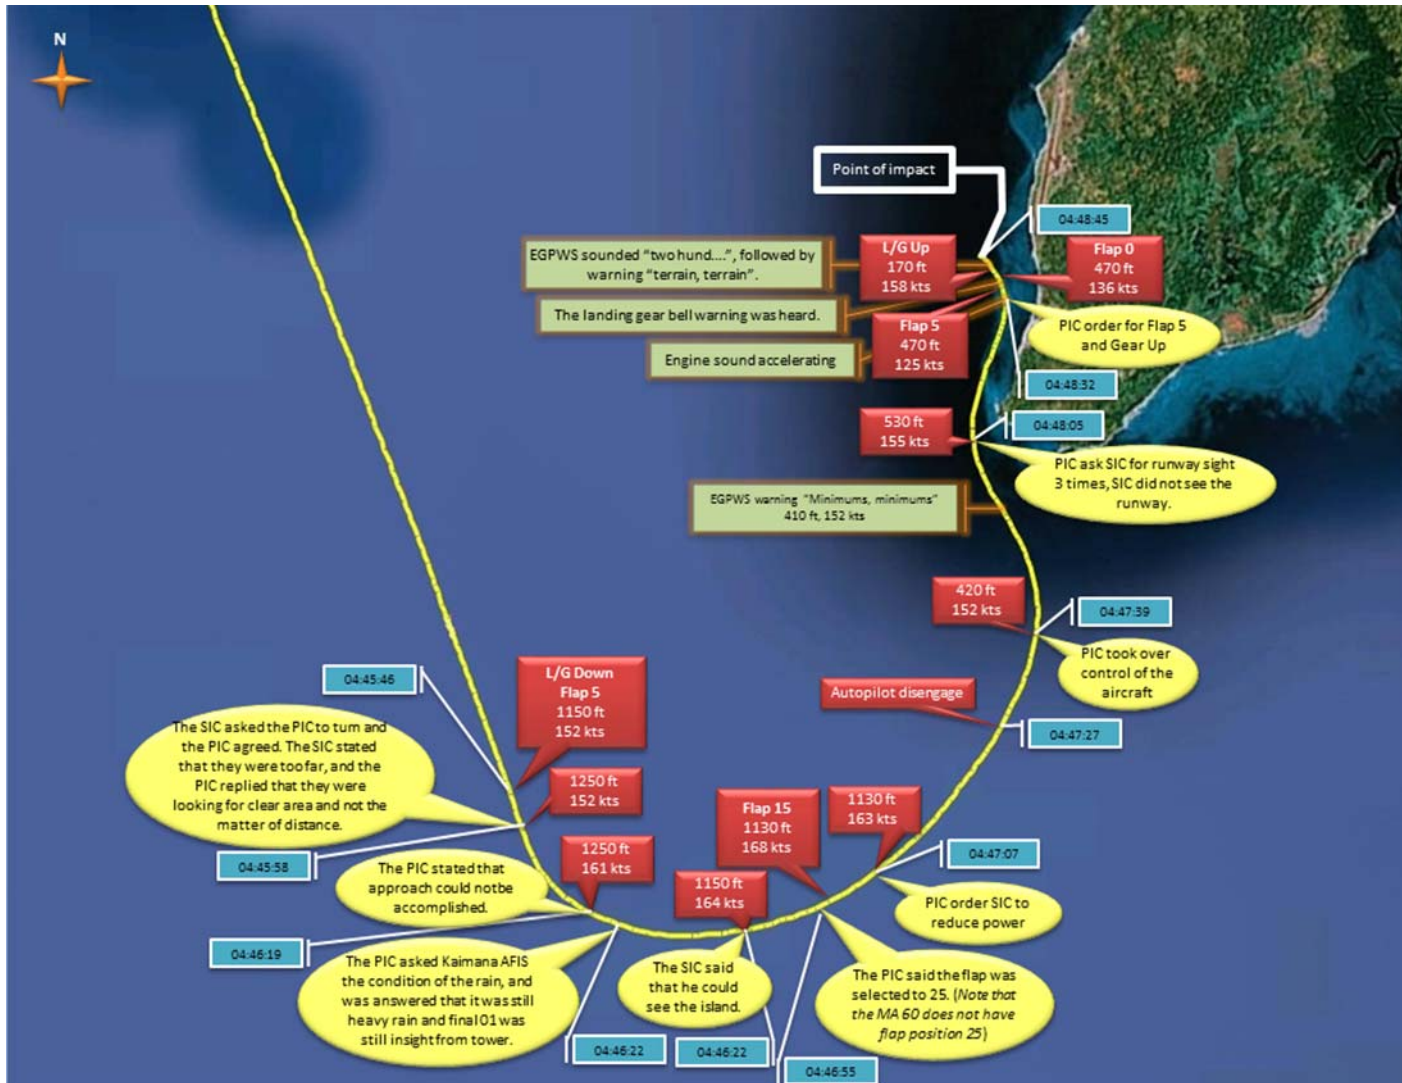 N
Point of impact
04:48:45
EGPWS sounded “two hund....”, followed by
warning “terrain, terrain”.
L/G Up
170 ft
158 kts
Flap 0
470 ft
136 kts
The landing gear bell warning was heard.
Flap 5
470 ft
125 kts
PIC order for Flap 5
and Gear Up
Engine sound accelerating
04:48:32
530 ft
155 kts
04:48:05
PIC ask SIC for runway sight
3 times, SIC did not see the
runway.
EGPWS warning “Minimums, minimums”
410 ft, 152 kts
420 ft
152 kts
04:47:39
PIC took over
control of the
aircraft
Autopilot disengage
04:47:27
04:45:46
L/G Down
Flap 5
1150 ft
152 kts
The SIC asked the PIC to turn and
the PIC agreed. The SIC stated
that they were too far, and the
PIC replied that they were
looking for clear area and not the
matter of distance.
1250 ft
152 kts
04:45:58
1250 ft
161 kts
Flap 15
1130 ft
168 kts
1130 ft
163 kts
04:47:07
The PIC stated that
approach could notbe
accomplished.
1150 ft
164 kts
PIC order SIC to
reduce power
04:46:19
The PIC asked Kaimana AFIS
the condition of the rain, and
was answered that it was still
heavy rain and final 01 was
still insight from tower.
The SIC said
that he could
see the island.
The PIC said the flap was
selected to 25. (Note that
the MA 60 does not have
flap position 25)
04:46:22
04:46:22
04:46:55